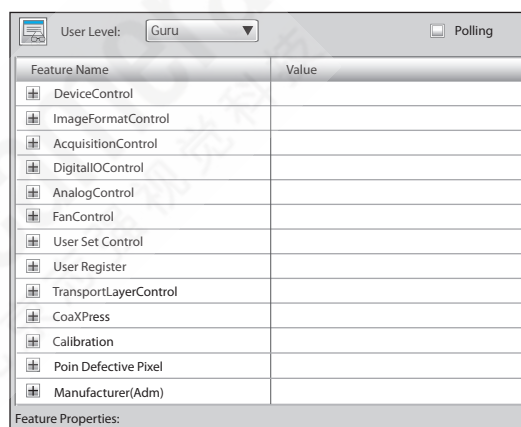 User Level: Guru Polling
Feature Name Value
DeviceControl
ImageFormatControl
AcquisitionControl
DigitalIOControl
AnalogControl
FanControl
User Set Control
User Register
TransportLayerControl
CoaXPress
Calibration
Poin Defective Pixel
Manufacturer(Adm)
Feature Properties: